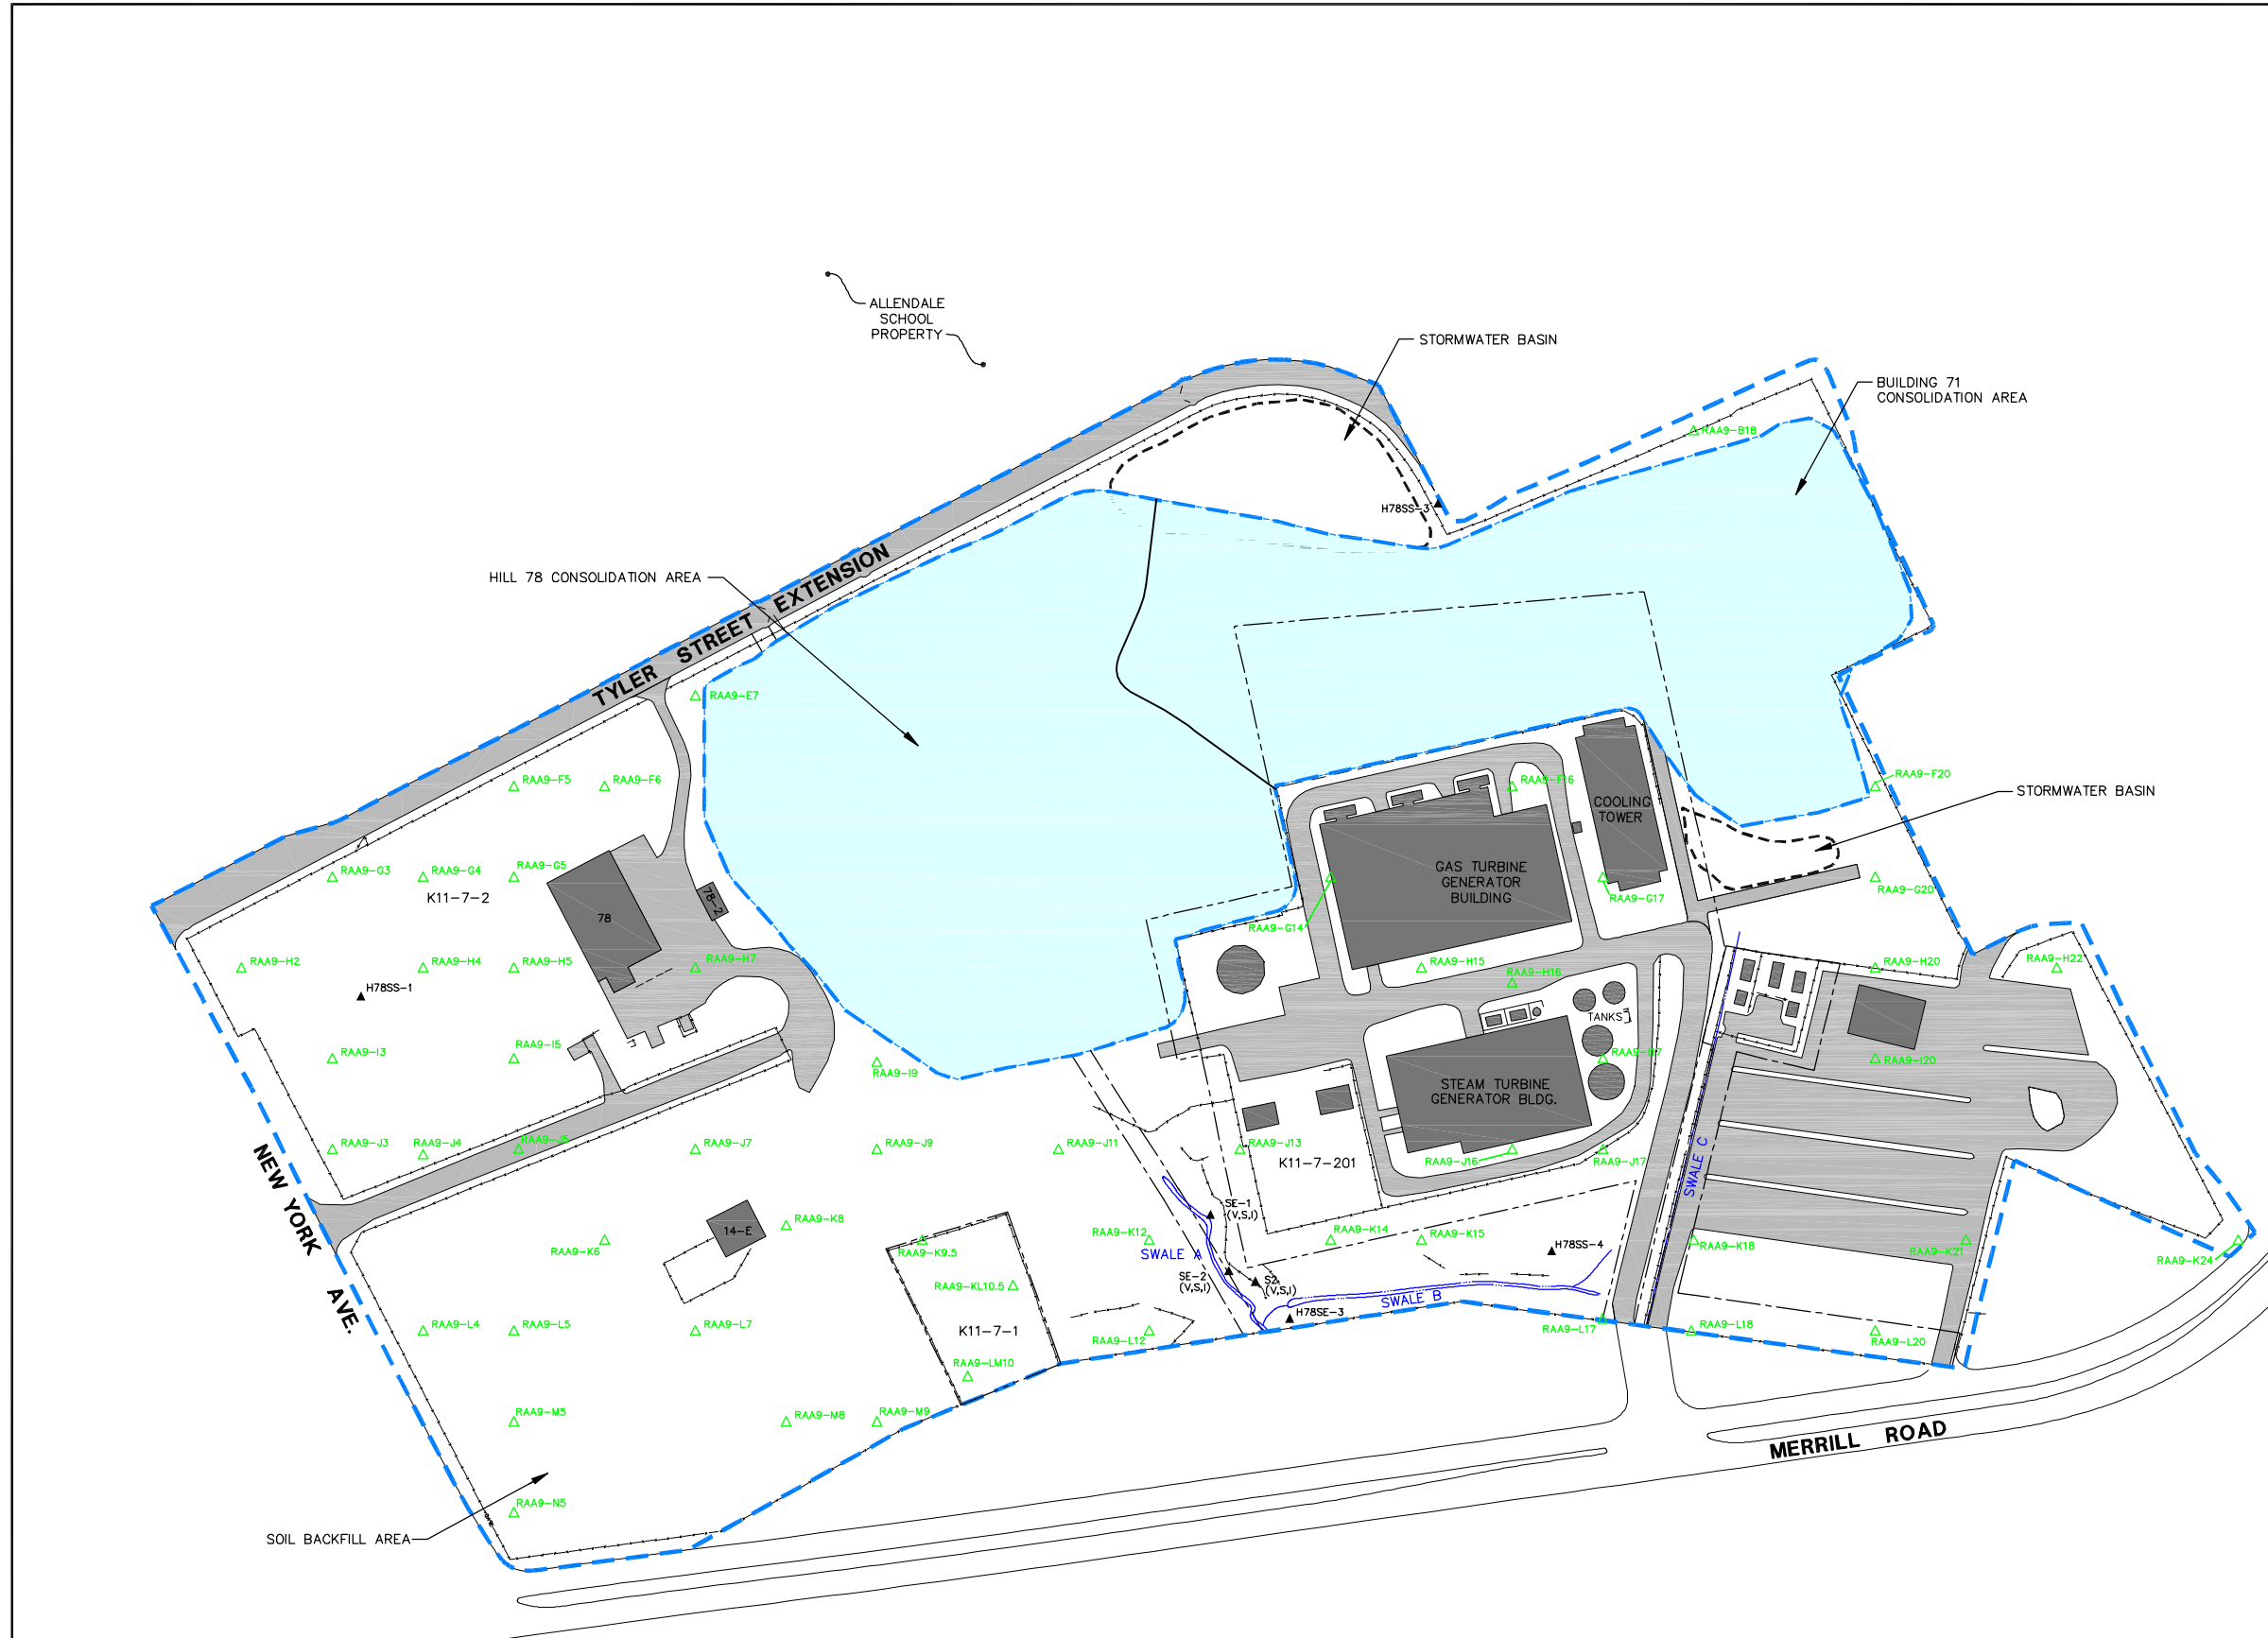 ALLENDALE
SCHOOL
PROPERTY
STORMWATER BASIN
BUILDING 71
CONSOLIDATION AREA
RAA9-B18
H78SS-3
HILL 78 CONSOLIDATION AREA
TYLER STREET EXTENSION
RAA9-E7
RAA9-F5
RAA9-F6
RAA9-F16
RAA9-F20
COOLING
TOWER
STORMWATER BASIN
RAA9-G3
RAA9-G4
RAA9-G5
K11-7-2
78
78-2
GAS TURBINE
GENERATOR
BUILDING
RAA9-G14
RAA9-G17
RAA9-G20
RAA9-H2
RAA9-H4
RAA9-H5
RAA9-H7
RAA9-H15
RAA9-H16
RAA9-H20
RAA9-H22
H78SS-1
TANKS
RAA9-I3
RAA9-I5
RAA9-I9
RAA9-I17
RAA9-I20
STEAM TURBINE
GENERATOR BLDG.
RAA9-J3
RAA9-J4
RAA9-J5
RAA9-J7
RAA9-J9
RAA9-J11
RAA9-J13
RAA9-J16
RAA9-J17
K11-7-201
SWALE C
NEW YORK AVE.
SE-1
(V,S,I)
14-E
RAA9-K6
RAA9-K8
RAA9-K9.5
RAA9-K12
SWALE A
RAA9-K14
RAA9-K15
H78SS-4
RAA9-K18
RAA9-K21
RAA9-K24
SE-2
(V,S,I)
S2
(V,S,I)
RAA9-KL10.5
SWALE B
H78SE-3
RAA9-L4
RAA9-L5
RAA9-L7
K11-7-1
RAA9-L12
RAA9-L17
RAA9-L18
RAA9-L20
RAA9-LM10
RAA9-M5
RAA9-M8
RAA9-M9
MERRILL ROAD
RAA9-N5
SOIL BACKFILL AREA